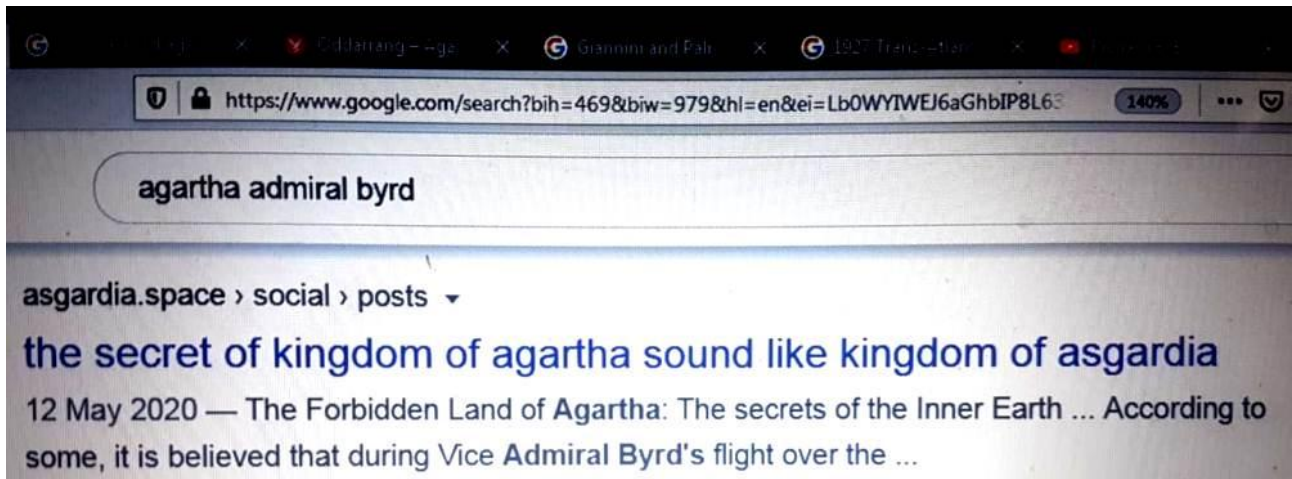 Giannini and Pali
https://www.google.com/search?bih=469&biw=979&hl=en&ei=Lb0WYIWEJ6aGhbIP8L63
140%
agartha admiral byrd
asgardia.space › social › posts
the secret of kingdom of agartha sound like kingdom of asgardia
12 May 2020 — The Forbidden Land of Agartha: The secrets of the Inner Earth ... According to
some, it is believed that during Vice Admiral Byrd's flight over the ...